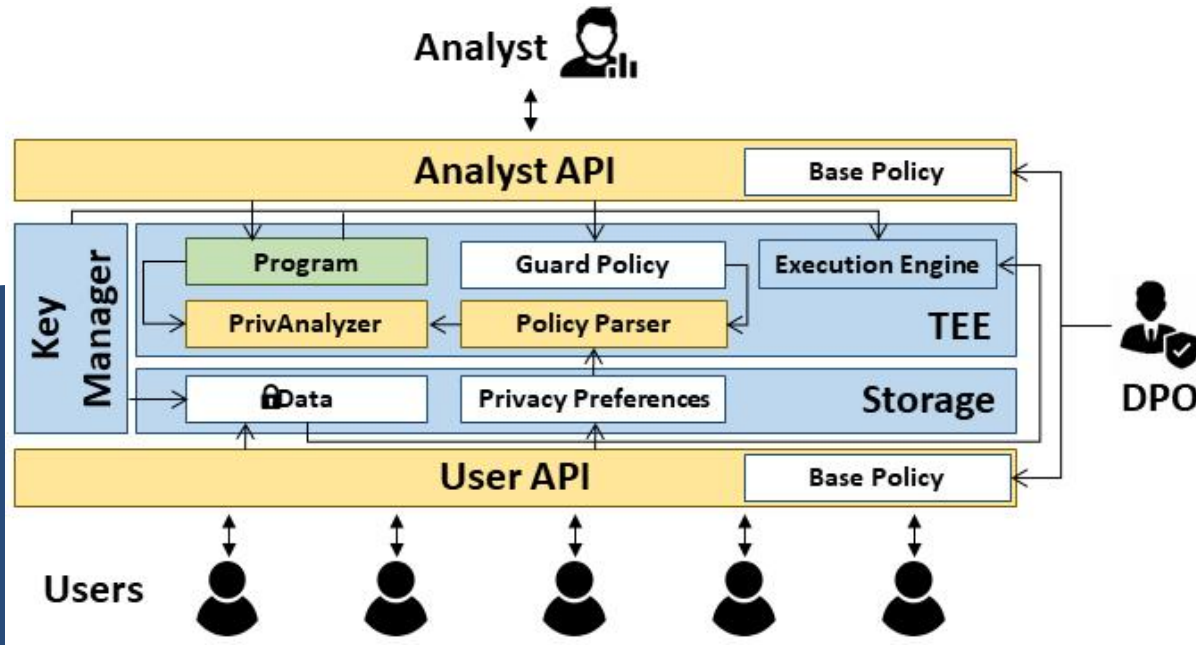 Analyst
Analyst API
Base Policy
Key Manager
Program
Guard Policy
Execution Engine
PrivAnalyzer
Policy Parser
TEE
Data
Privacy Preferences
Storage
DPO
User API
Base Policy
Users